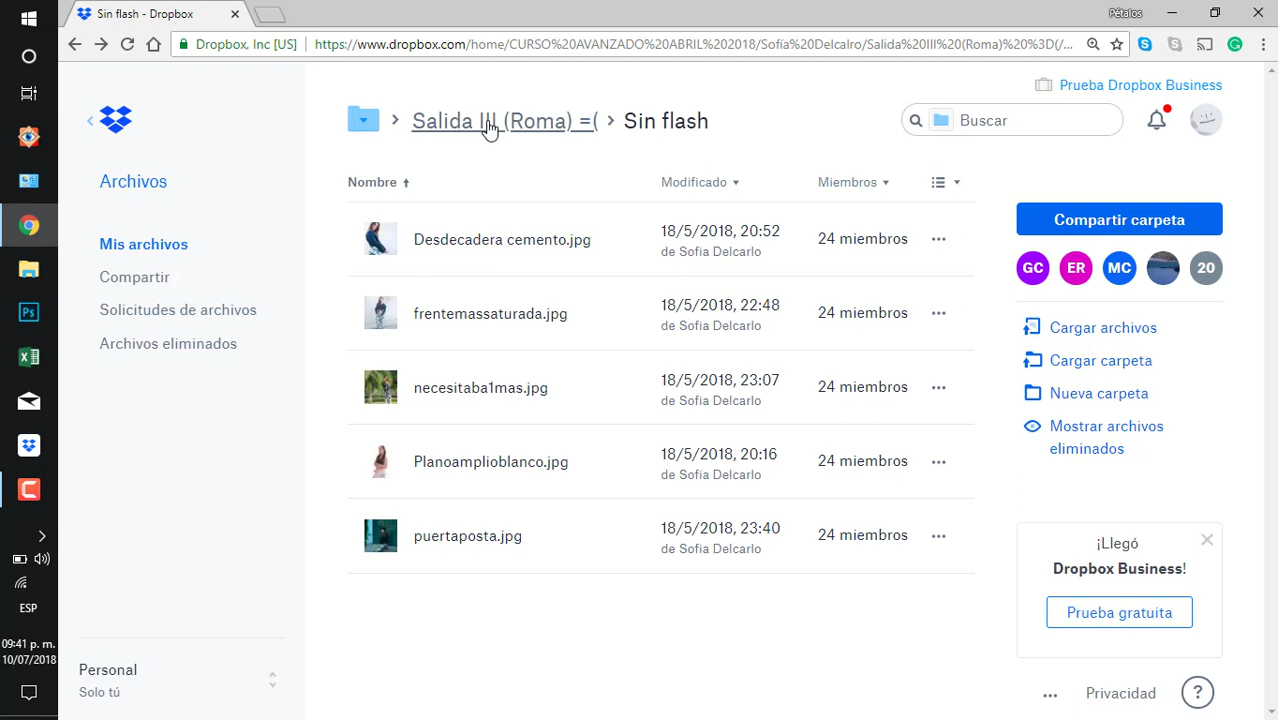 Sin flash - Dropbox
Pétalos
Dropbox, Inc [US]
https://www.dropbox.com/home/CURSO%20AVANZADO%20ABRIL%203018/Sofía%20Delcalro/Salida%20III%20(Roma)%20%3D(/...
Prueba Dropbox Business
Salida III (Roma) =( > Sin flash
Buscar
Archivos
Mis archivos
Compartir
Solicitudes de archivos
Archivos eliminados
Nombre
Modificado
Miembros
Desdecadera cemento.jpg
18/5/2018, 20:52
de Sofia Delcarlo
24 miembros
frentemassaturada.jpg
18/5/2018, 22:48
de Sofia Delcarlo
24 miembros
necesitaba1mas.jpg
18/5/2018, 23:07
de Sofia Delcarlo
24 miembros
Planoamplioblanco.jpg
18/5/2018, 20:16
de Sofia Delcarlo
24 miembros
puertaposta.jpg
18/5/2018, 23:40
de Sofia Delcarlo
24 miembros
Compartir carpeta
GC
ER
MC
20
Cargar archivos
Cargar carpeta
Nueva carpeta
Mostrar archivos
eliminados
¡Llegó
Dropbox Business!
Prueba gratuita
Privacidad
?
Personal
Solo tú
Ps
ESP
09:41 p. m.
10/07/2018